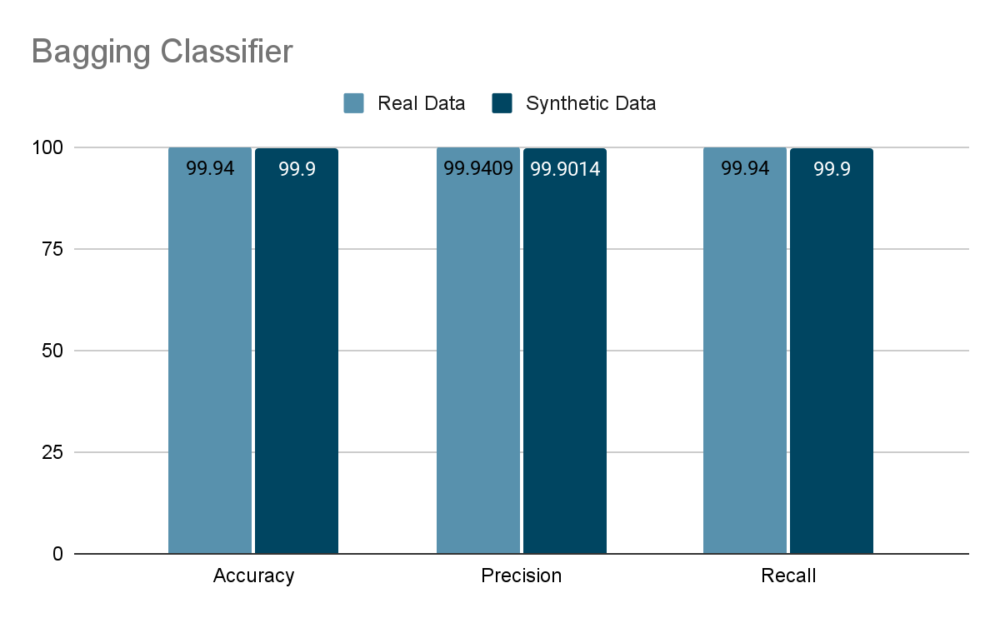 Bagging Classifier
Real Data Synthetic Data
100
99.94 99.9 99.9409 99.9014 99.94 99.9
75
50
25
0
Accuracy Precision Recall